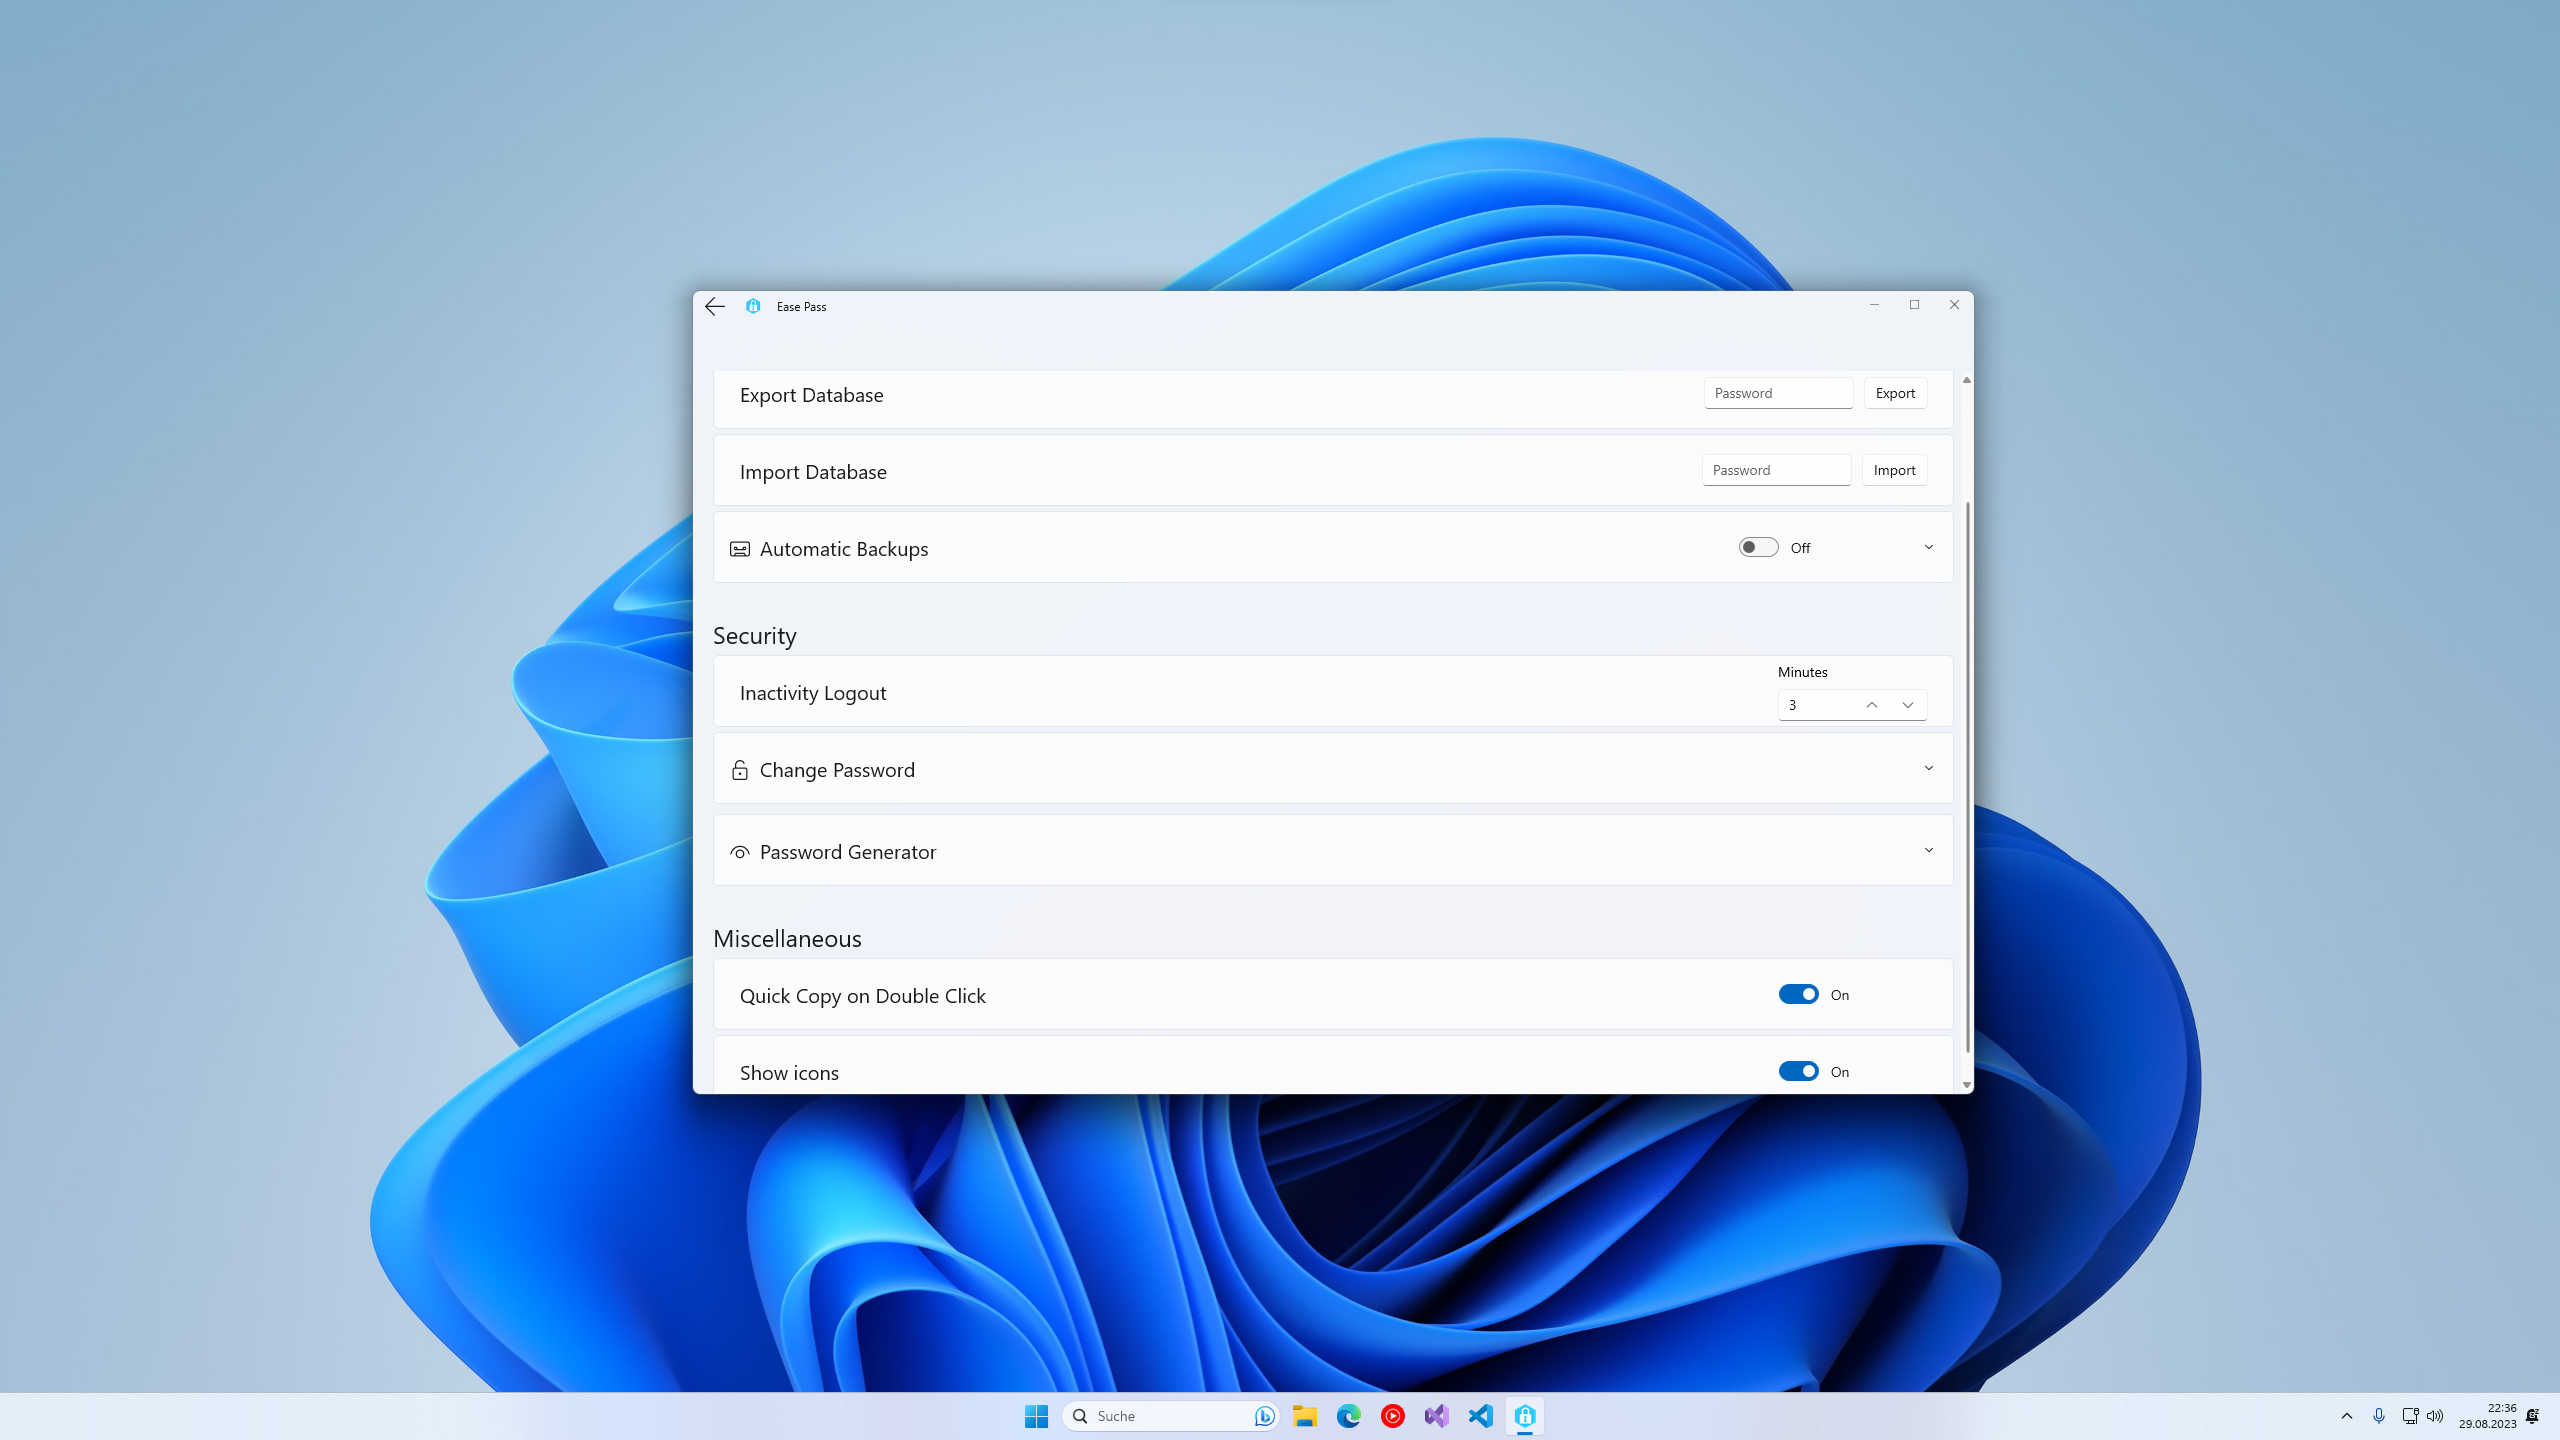 Ease Pass
Export Database
Password
Export
Import Database
Password
Import
Automatic Backups
Off
Security
Inactivity Logout
Minutes
3
Change Password
Password Generator
Miscellaneous
Quick Copy on Double Click
On
Show icons
On
Suche
22:36
29.08.2023